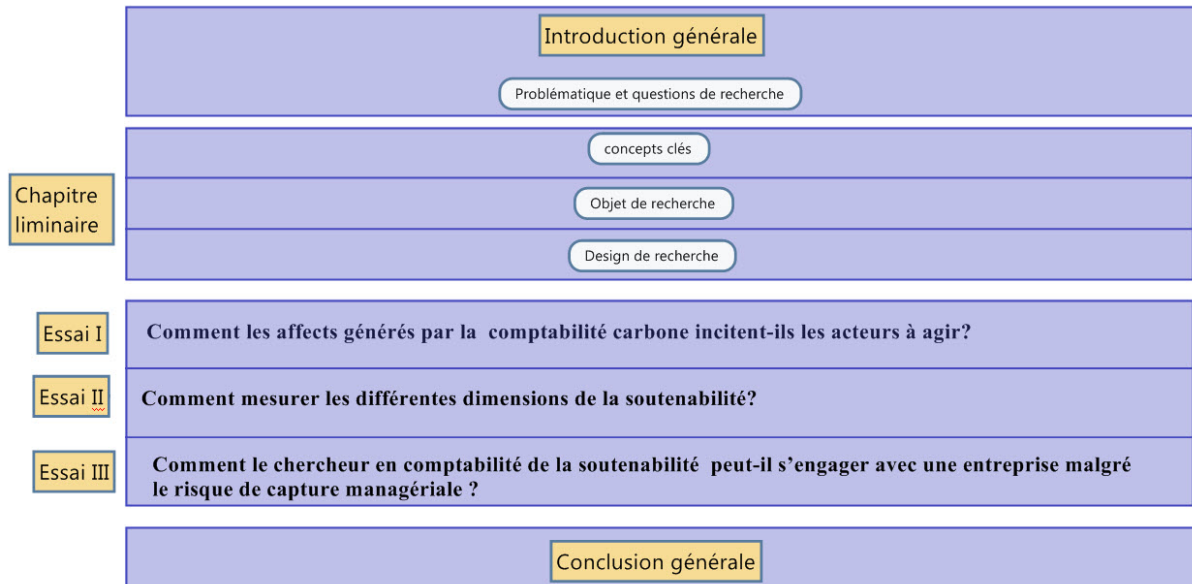 Introduction générale
Problématique et questions de recherche
concepts clés
Chapitre
liminaire
Objet de recherche
Design de recherche
Essai I
Comment les affects générés par la comptabilité carbone incitent-ils les acteurs à agir?
Essai II
Comment mesurer les différentes dimensions de la soutenabilité?
Essai III
Comment le chercheur en comptabilité de la soutenabilité peut-il s’engager avec une entreprise malgré
le risque de capture managériale ?
Conclusion générale